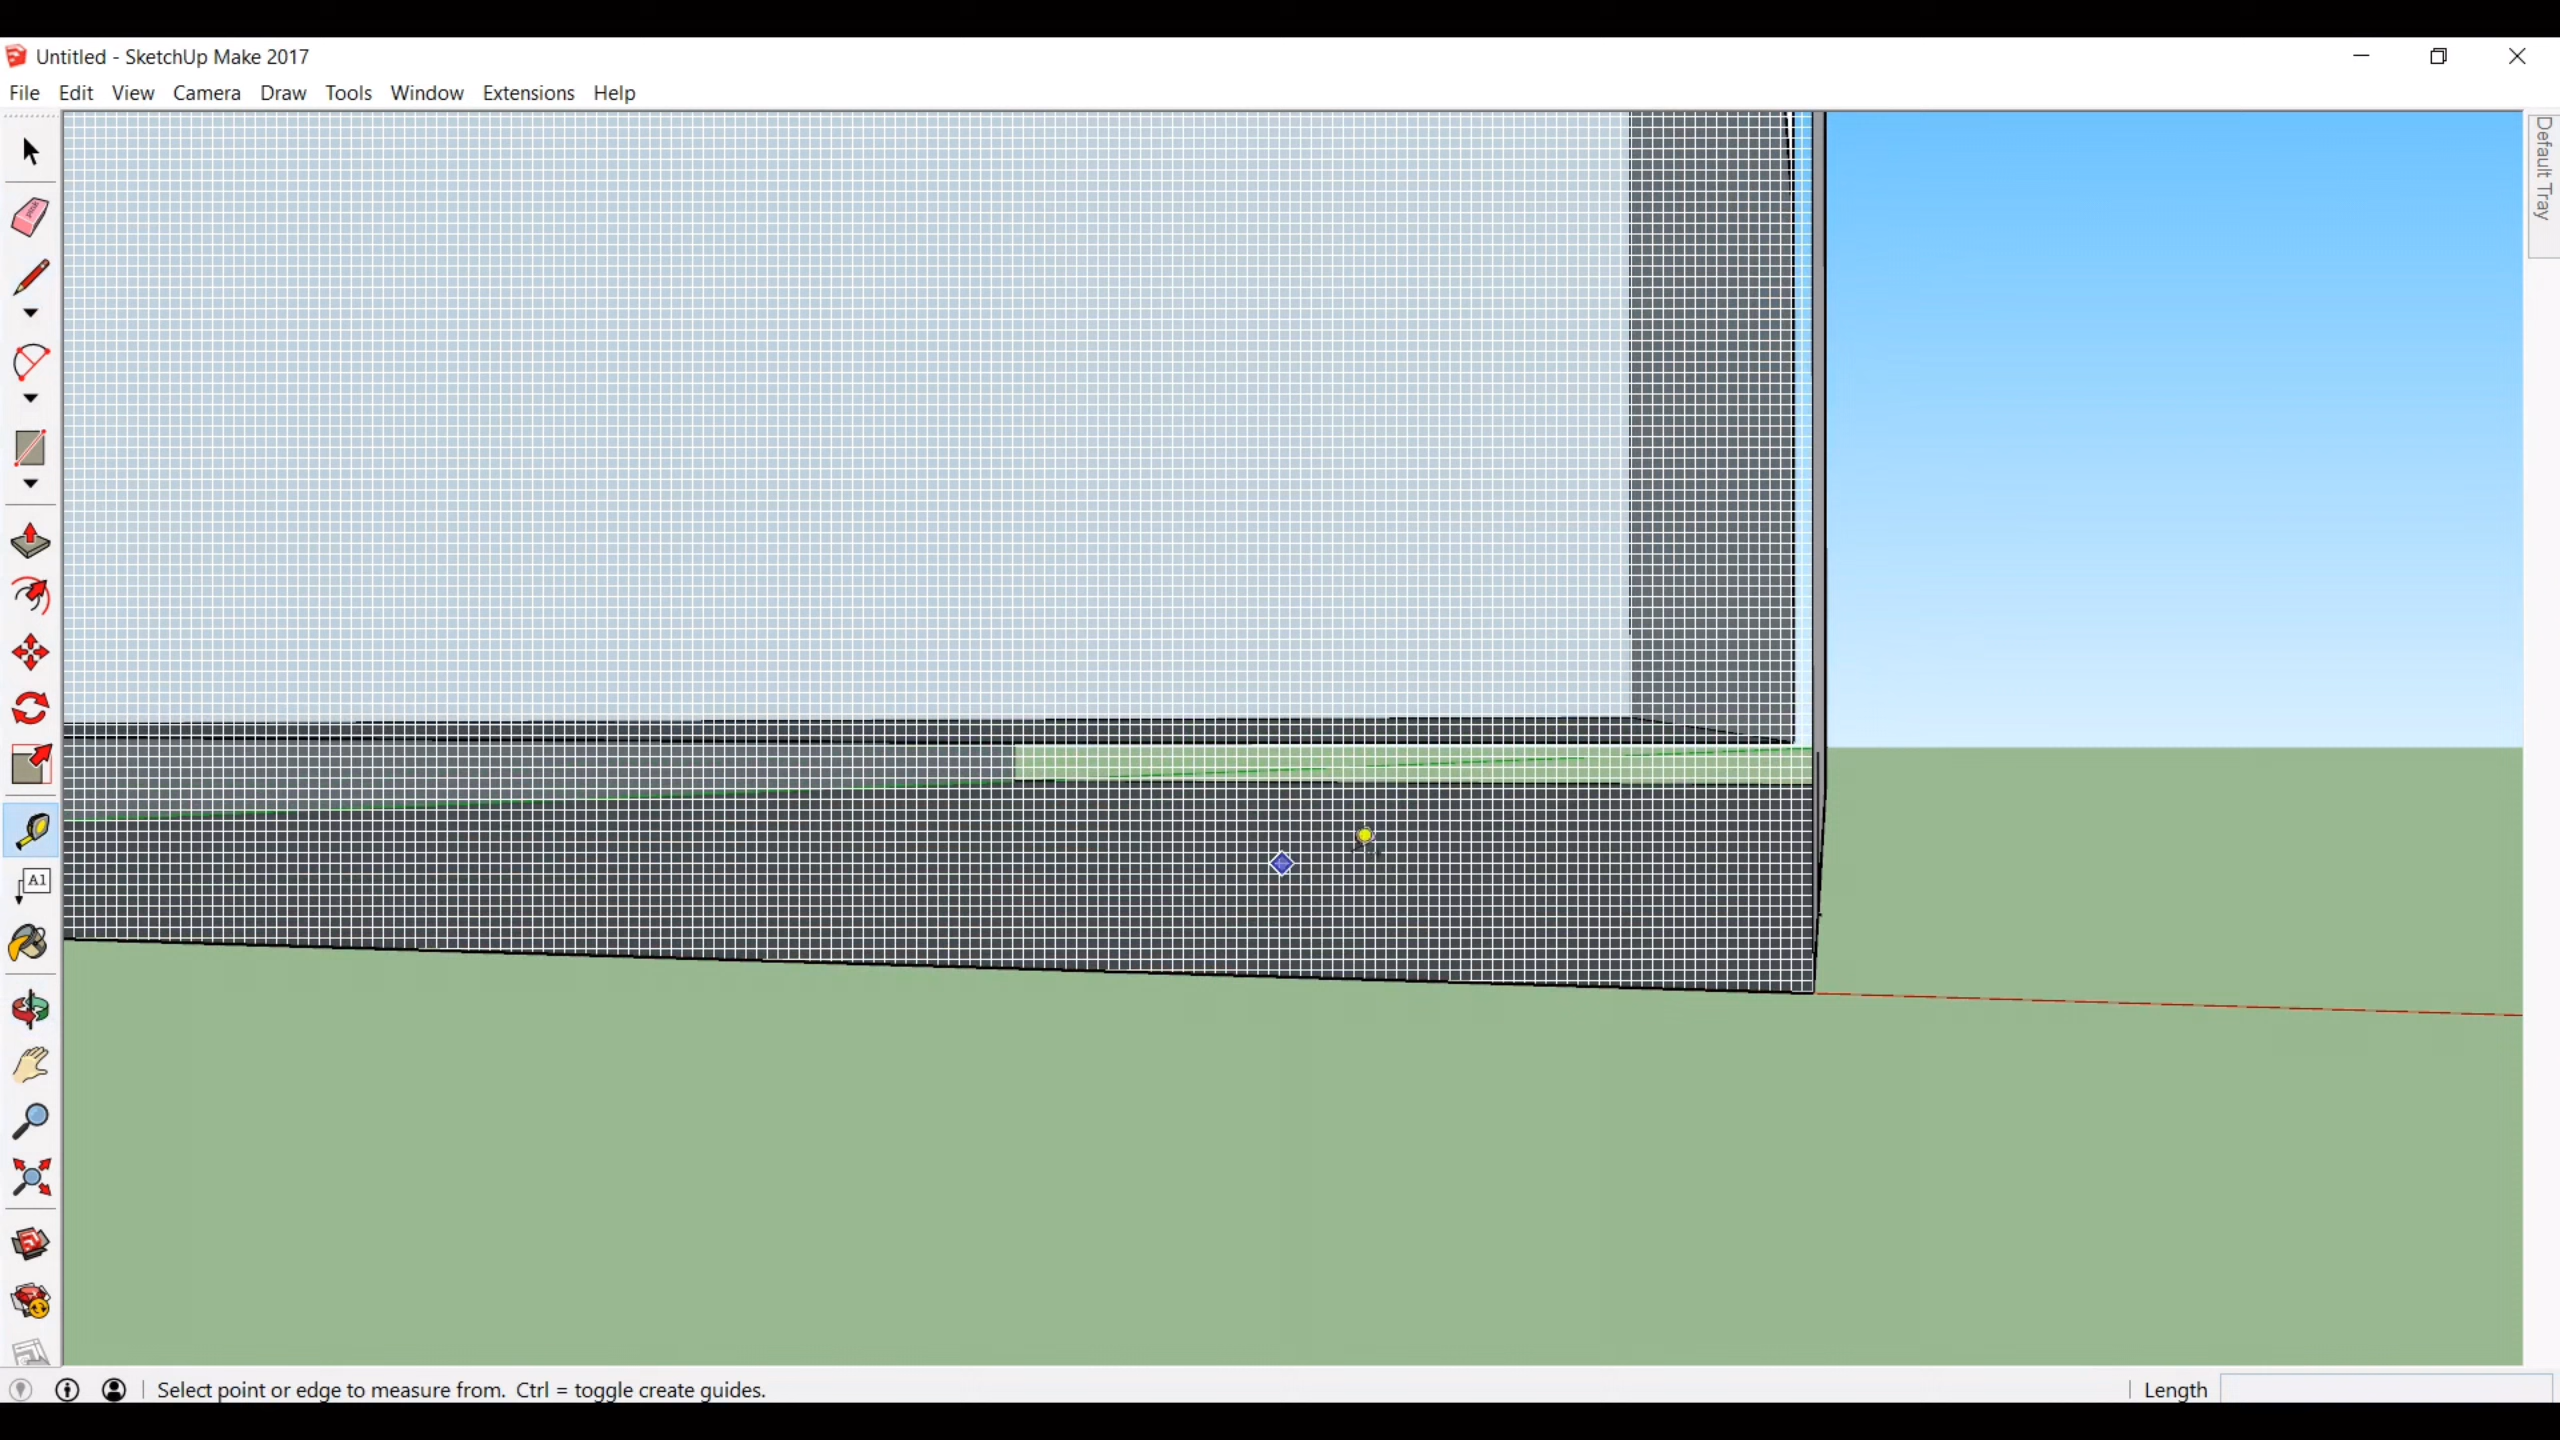 Untitled - SketchUp Make 2017
File Edit View Camera Draw Tools Window Extensions Help
Default Tray
A1
Select point or edge to measure from. Ctrl = toggle create guides.
Length